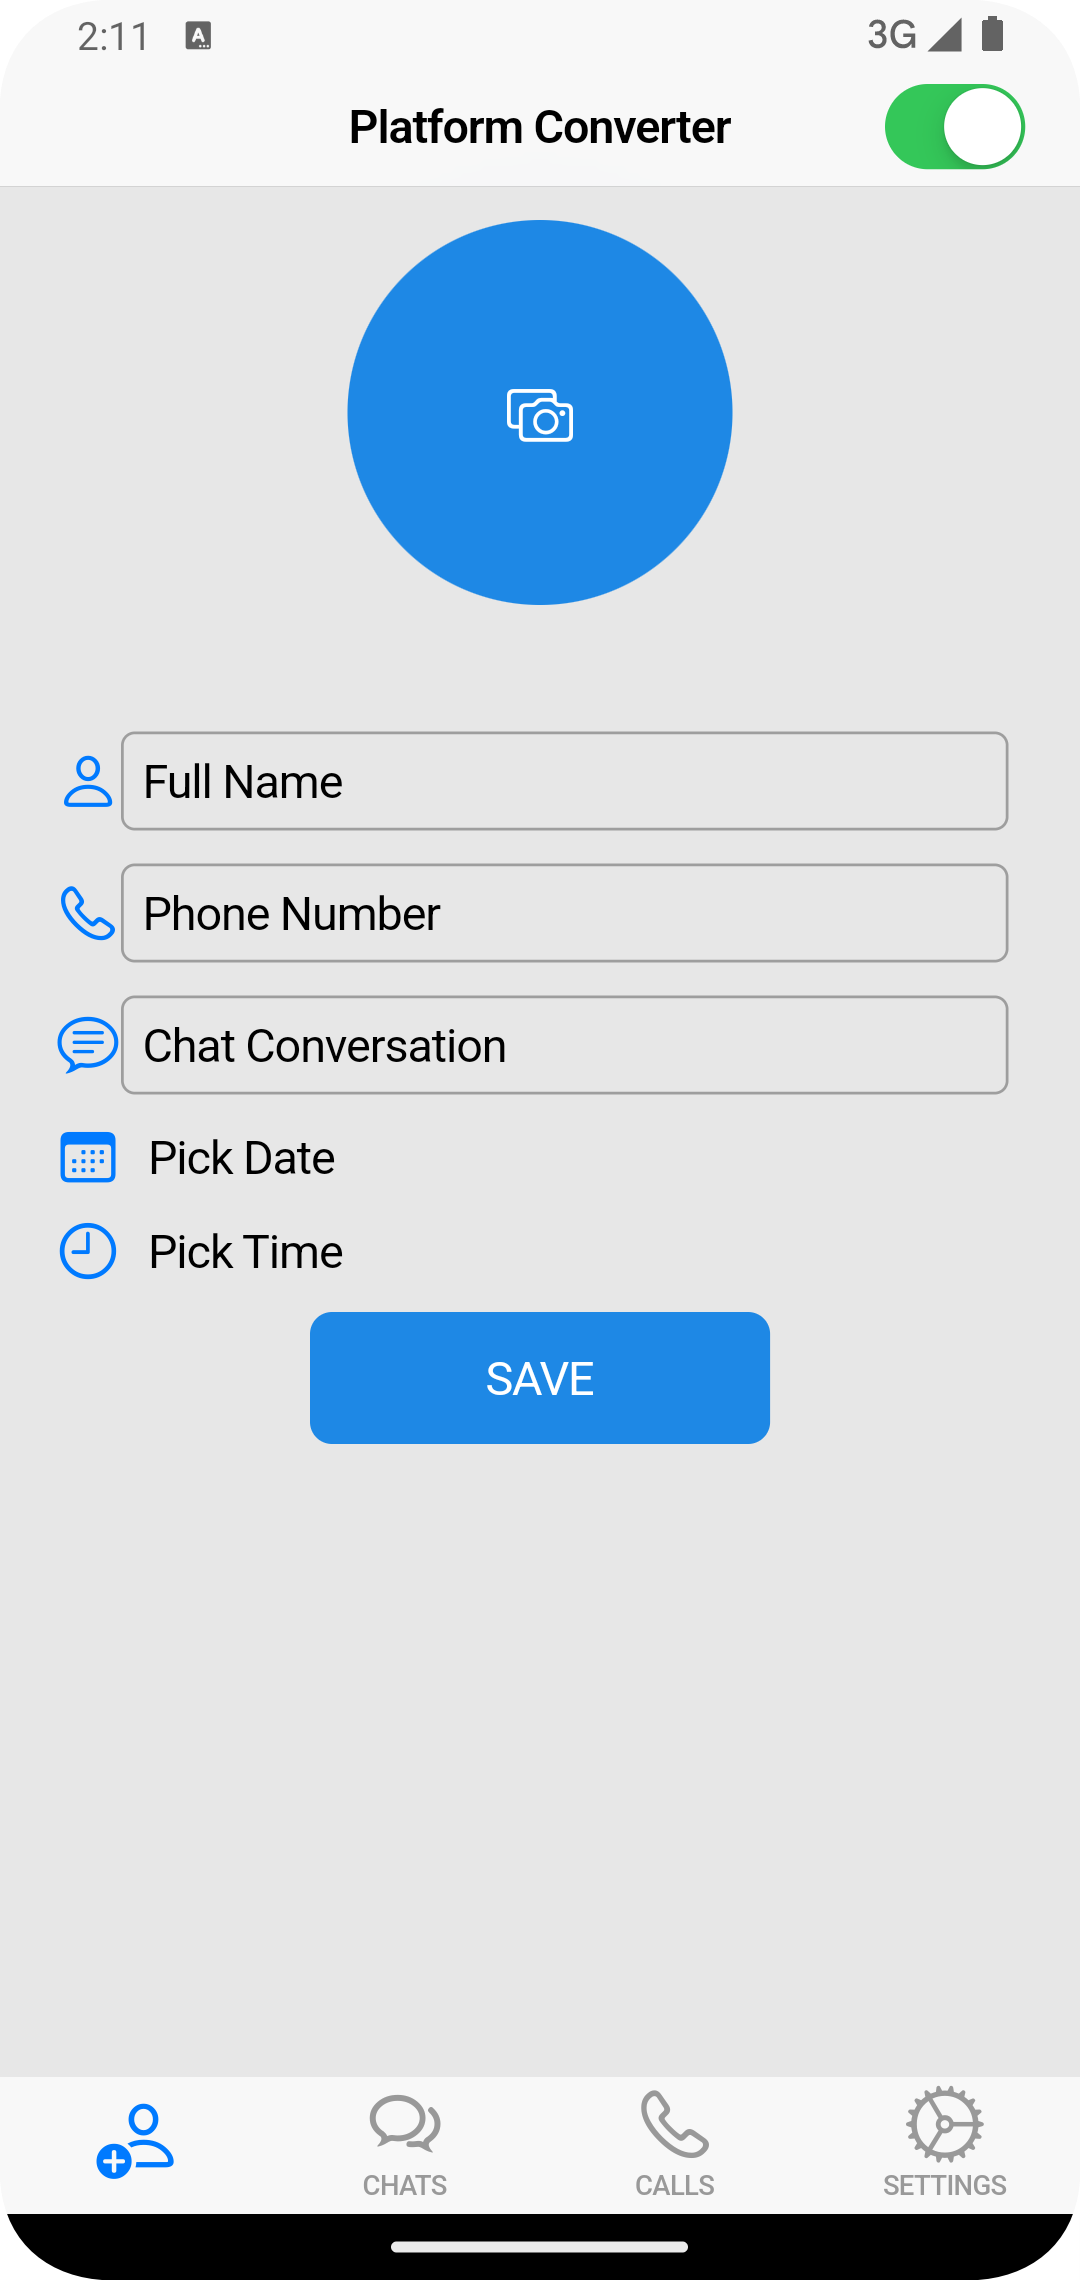 2:11
3G
Platform Converter
Full Name
Phone Number
Chat Conversation
Pick Date
Pick Time
SAVE
CHATS
CALLS
SETTINGS